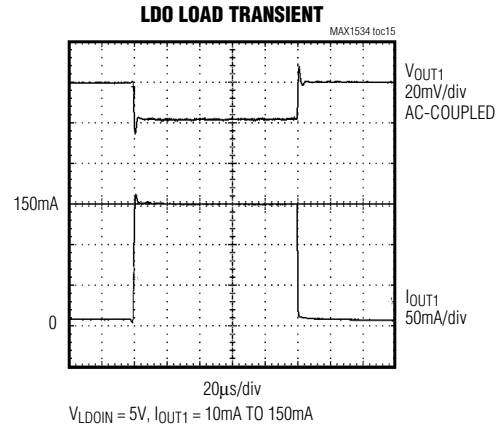 LDO LOAD TRANSIENT
MAX1534 toc15
VOUT1
20mV/div
AC-COUPLED
150mA
0
IOUT1
50mA/div
20µs/div
VLDOIN = 5V, IOUT1 = 10mA TO 150mA